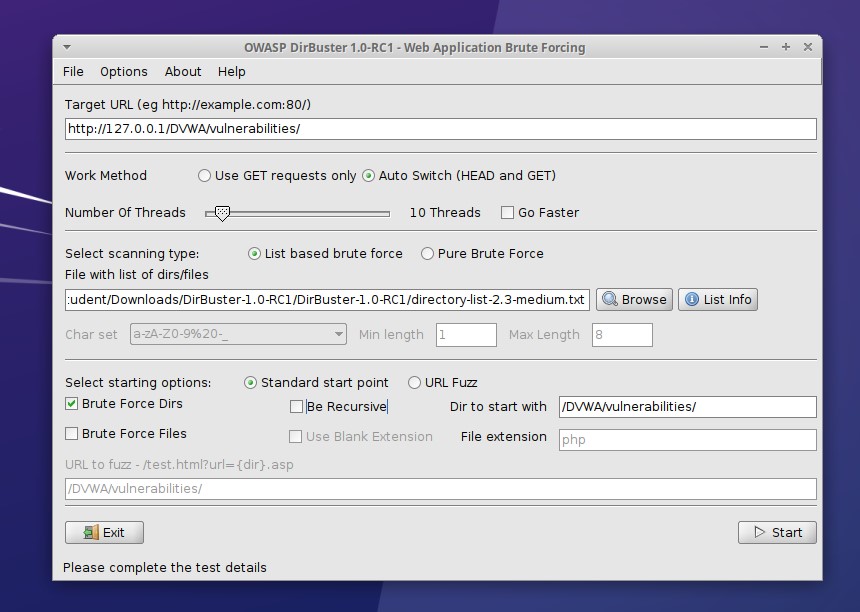 OWASP DirBuster 1.0-RC1 - Web Application Brute Forcing
File Options About Help
Target URL (eg http://example.com:80/)
http://127.0.0.1/DVWA/vulnerabilities/
Work Method Use GET requests only Auto Switch (HEAD and GET)
Number Of Threads 10 Threads Go Faster
Select scanning type: List based brute force Pure Brute Force
File with list of dirs/files
:udent/Downloads/DirBuster-1.0-RC1/DirBuster-1.0-RC1/directory-list-2.3-medium.txt Browse List Info
Char set a-zA-Z0-9%20-_ Min length 1 Max Length 8
Select starting options: Standard start point URL Fuzz
Brute Force Dirs Be Recursive Dir to start with /DVWA/vulnerabilities/
Brute Force Files Use Blank Extension File extension php
URL to fuzz - /test.html?url={dir}.asp
/DVWA/vulnerabilities/
Exit Start
Please complete the test details